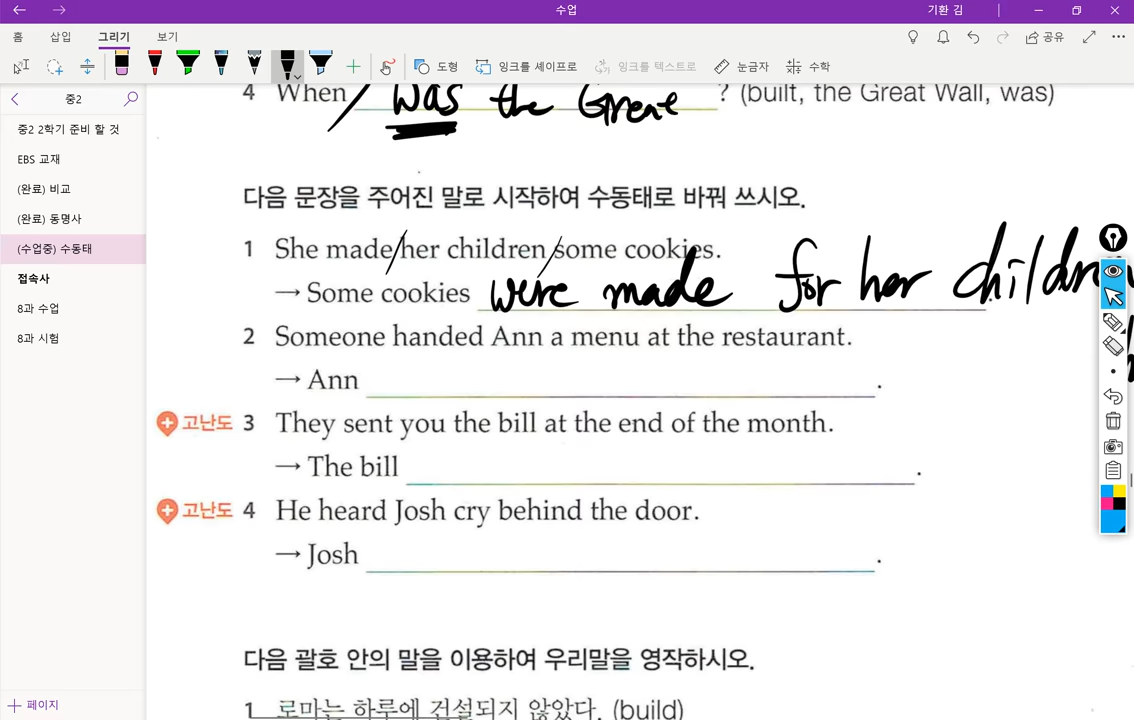 수업
기환 김
홈 삽입 그리기 보기
공유
도형 잉크를 셰이프로 잉크를 텍스트로 눈금자 수학
중2
중2 2학기 준비 할 것
EBS 교재
(완료) 비교
(완료) 동명사
(수업중) 수동태
접속사
8과 수업
8과 시험
페이지
4 When / was the Great ? (built, the Great Wall, was)
다음 문장을 주어진 말로 시작하여 수동태로 바꿔 쓰시오.
1 She made/her children/some cookies.
→ Some cookies were made for her children
2 Someone handed Ann a menu at the restaurant.
→ Ann .
고난도 3 They sent you the bill at the end of the month.
→ The bill .
고난도 4 He heard Josh cry behind the door.
→ Josh .
다음 괄호 안의 말을 이용하여 우리말을 영작하시오.
1 로마는 하루에 건설되지 않았다. (build)